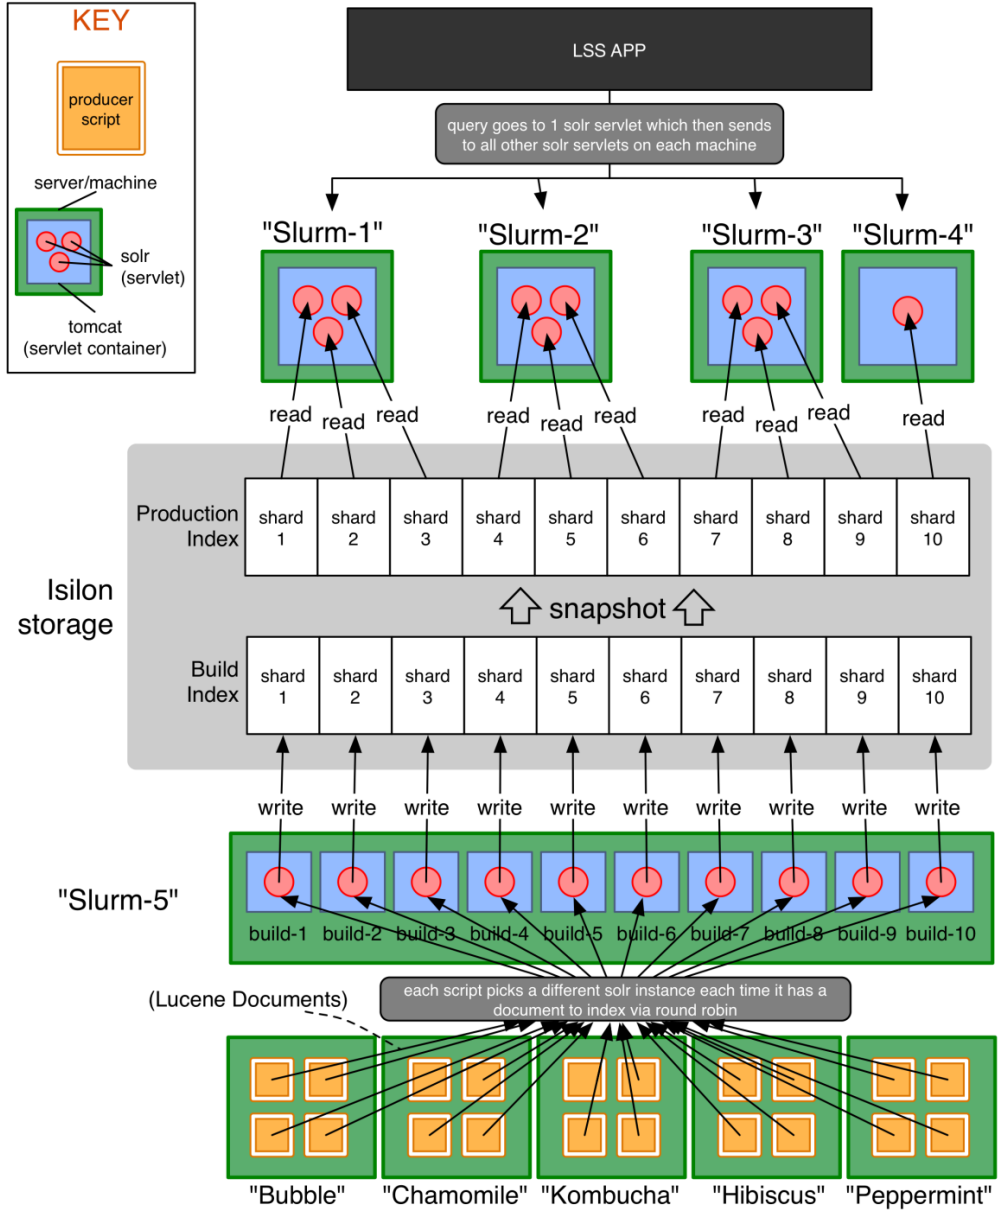 KEY
producer
script
server/machine
solr
(servlet)
tomcat
(servlet container)
LSS APP
query goes to 1 solr servlet which then sends
to all other solr servlets on each machine
"Slurm-1"
"Slurm-2"
"Slurm-3"
"Slurm-4"
read
read
read
read
read
read
read
read
read
read
Isilon
storage
Production
Index
shard
1
shard
2
shard
3
shard
4
shard
5
shard
6
shard
7
shard
8
shard
9
shard
10
snapshot
Build
Index
shard
1
shard
2
shard
3
shard
4
shard
5
shard
6
shard
7
shard
8
shard
9
shard
10
write
write
write
write
write
write
write
write
write
write
"Slurm-5"
build-1
build-2
build-3
build-4
build-5
build-6
build-7
build-8
build-9
build-10
each script picks a different solr instance each time it has a
document to index via round robin
(Lucene Documents)
"Bubble"
"Chamomile"
"Kombucha"
"Hibiscus"
"Peppermint"